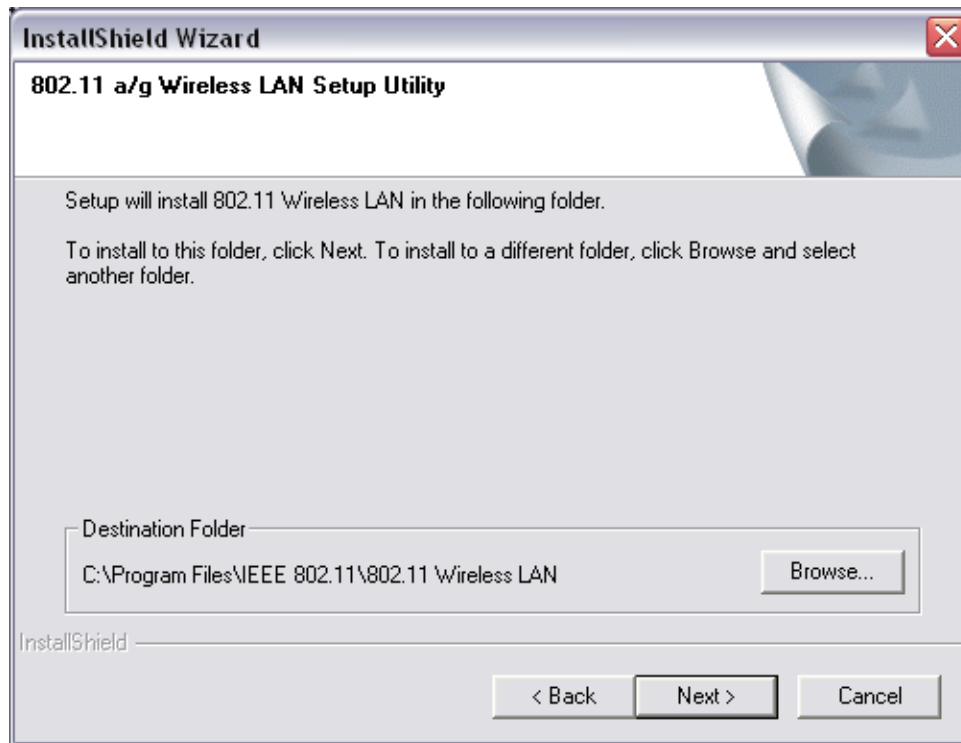 InstallShield Wizard
802.11 a/g Wireless LAN Setup Utility
Setup will install 802.11 Wireless LAN in the following folder.
To install to this folder, click Next. To install to a different folder, click Browse and select
another folder.
Destination Folder
C:\Program Files\IEEE 802.11\802.11 Wireless LAN
Browse...
InstallShield
< Back
Next >
Cancel